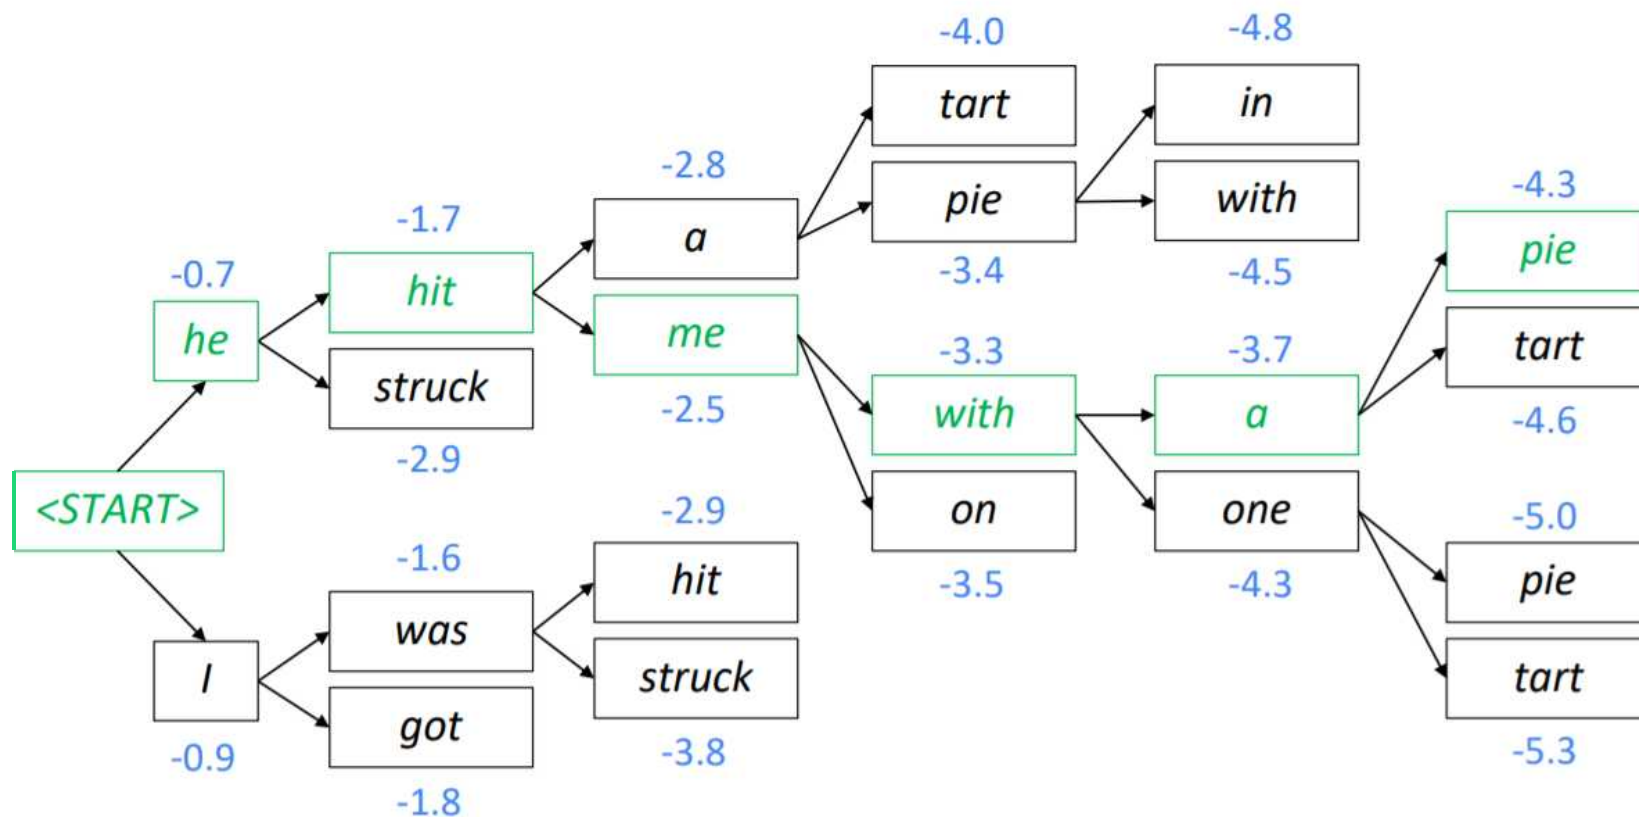 <START>
-0.7
he
I
-0.9
-1.7
hit
struck
-2.9
-1.6
was
got
-1.8
-2.8
a
me
-2.5
-2.9
hit
struck
-3.8
-4.0
tart
pie
-3.4
-3.3
with
on
-3.5
-4.8
in
with
-4.5
-3.7
a
one
-4.3
-4.3
pie
tart
-4.6
-5.0
pie
tart
-5.3